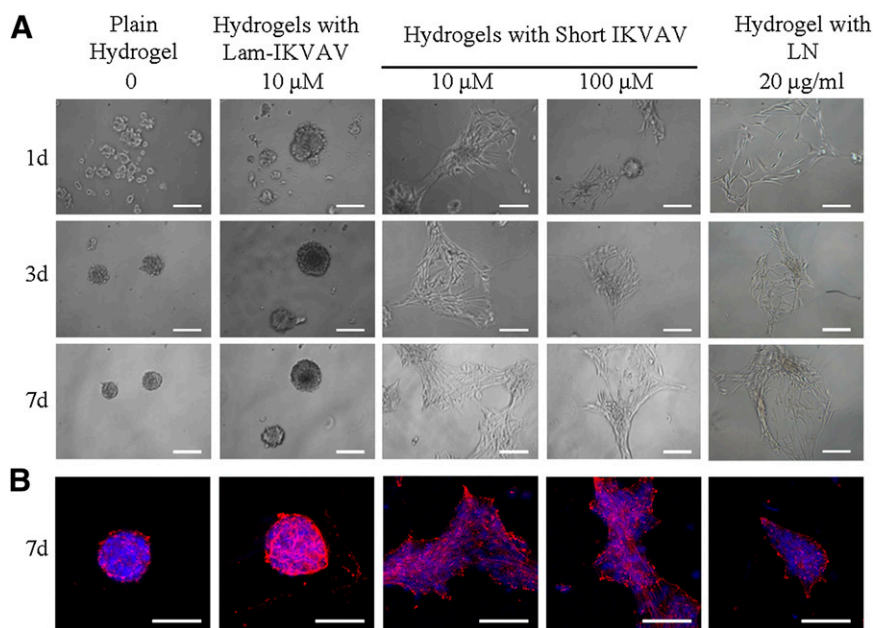 A
Plain
Hydrogel
0
Hydrogels with
Lam-IKVAV
10 μM
Hydrogels with Short IKVAV
10 μM
100 μM
Hydrogel with
LN
20 μg/ml
1d
3d
7d
B
7d